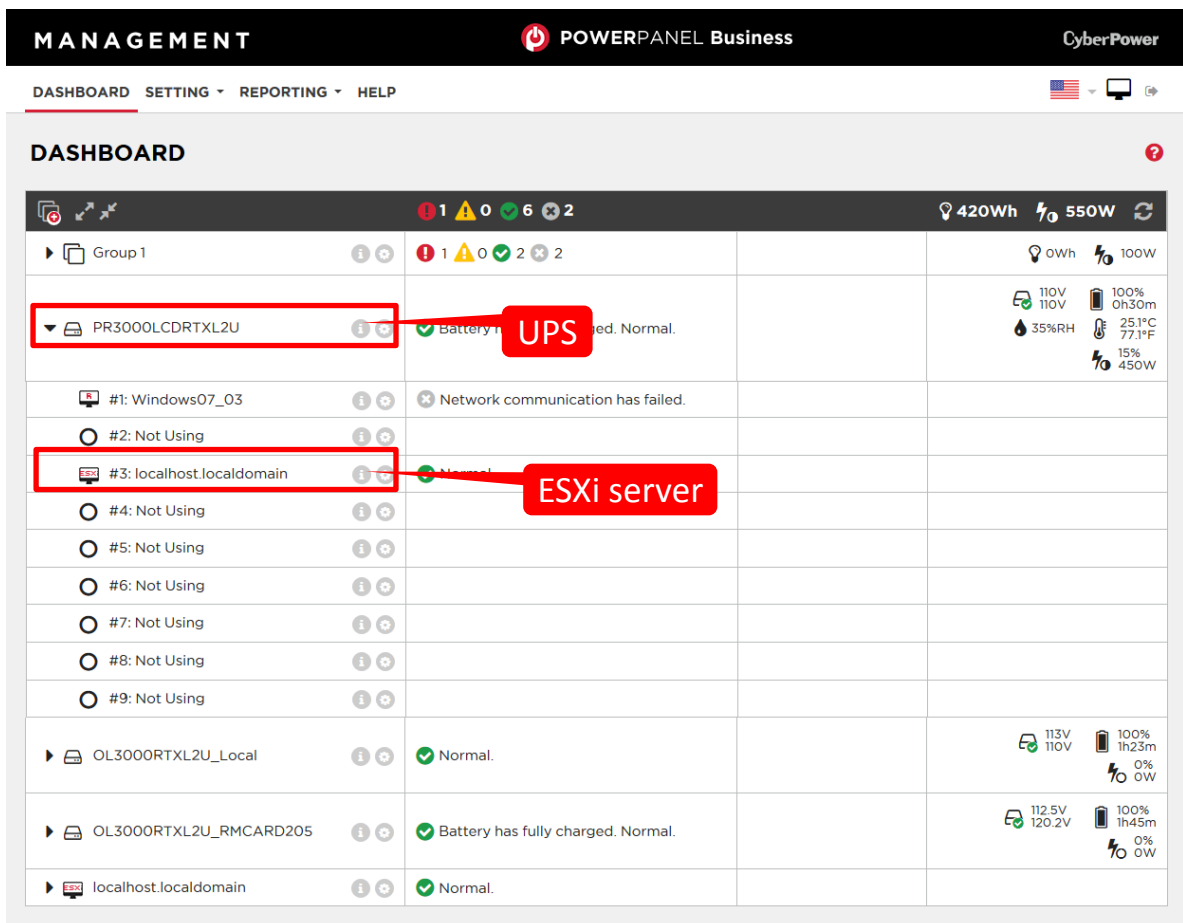 MANAGEMENT
POWERPANEL Business
CyberPower
DASHBOARD SETTING REPORTING HELP
DASHBOARD
1 0 6 2
420Wh 550W
Group 1
1 0 2 2
0Wh 100W
PR3000LCDRTXL2U
Battery ged. Normal.
UPS
110V 100%
110V 0h30m
35%RH 25.1°C
77.1°F
15%
450W
R
#1: Windows07_03
Network communication has failed.
#2: Not Using
ESX
#3: localhost.localdomain
ESXi server
#4: Not Using
#5: Not Using
#6: Not Using
#7: Not Using
#8: Not Using
#9: Not Using
OL3000RTXL2U_Local
Normal.
113V 100%
110V 1h23m
0%
0W
OL3000RTXL2U_RMCARD205
Battery has fully charged. Normal.
112.5V 100%
120.2V 1h45m
0%
0W
ESX
localhost.localdomain
Normal.